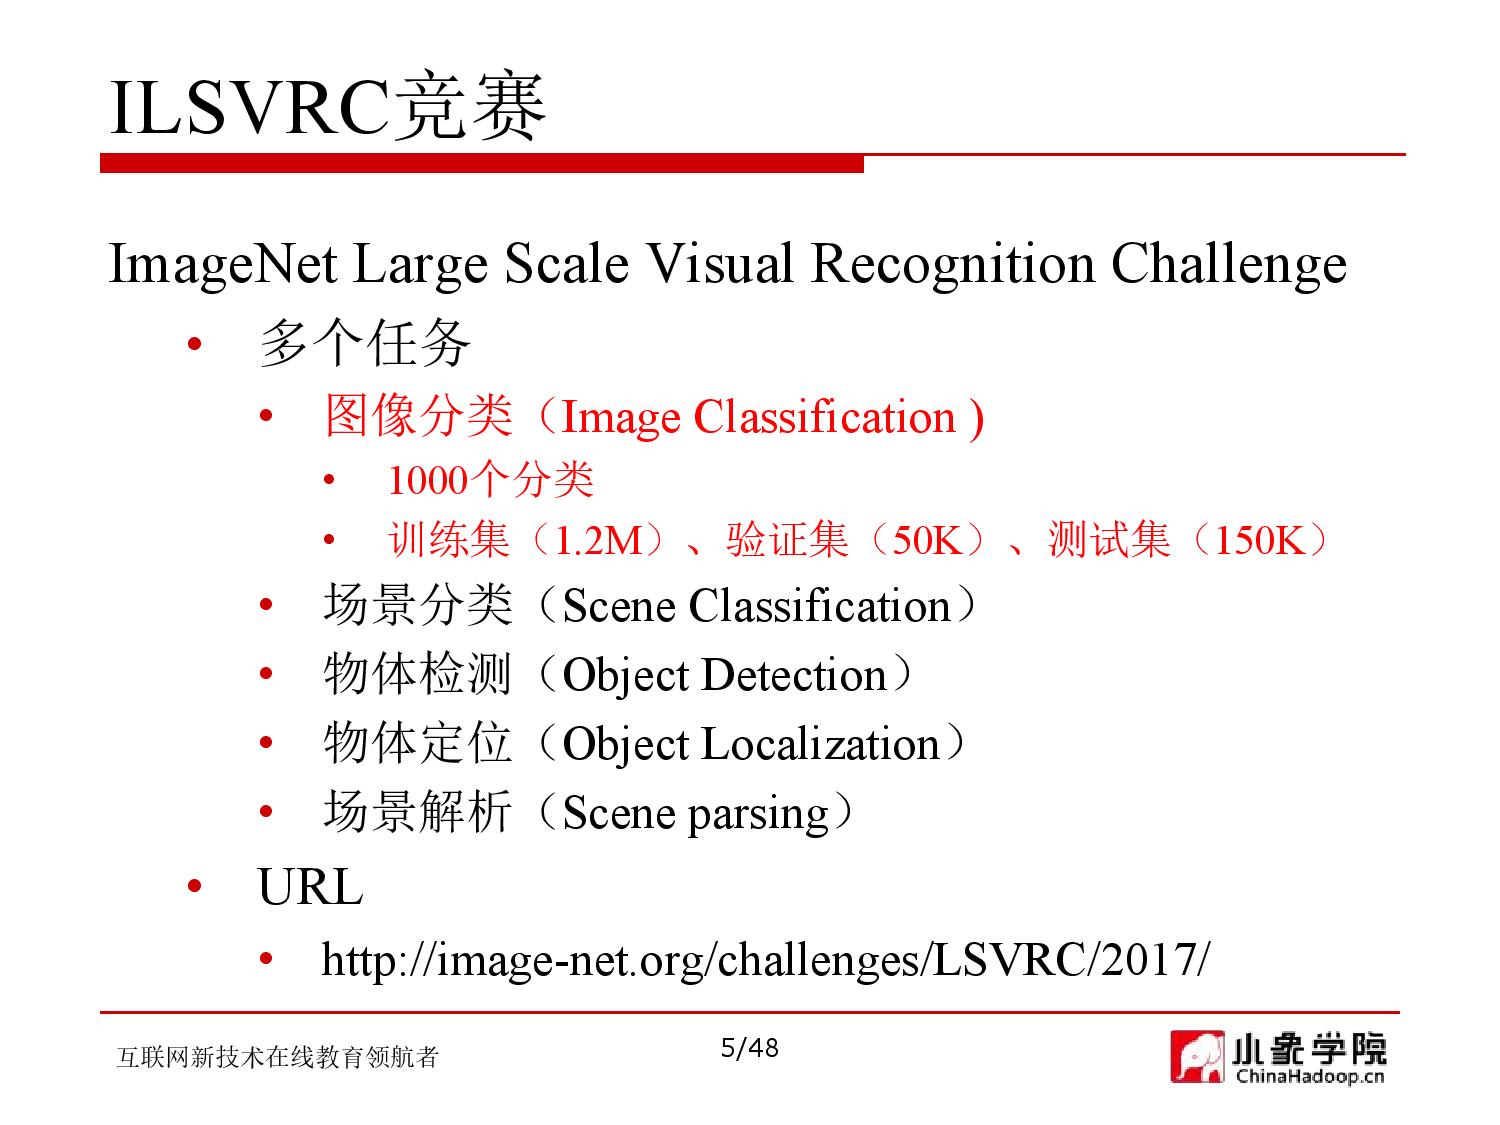 ILSVRC竞赛
ImageNet Large Scale Visual Recognition Challenge
• 多个任务
• 图像分类（Image Classification )
• 1000个分类
• 训练集（1.2M）、验证集（50K）、测试集（150K）
• 场景分类（Scene Classification）
• 物体检测（Object Detection）
• 物体定位（Object Localization）
• 场景解析（Scene parsing）
• URL
• http://image-net.org/challenges/LSVRC/2017/
互联网新技术在线教育领航者
5/48
小象学院
ChinaHadoop.cn